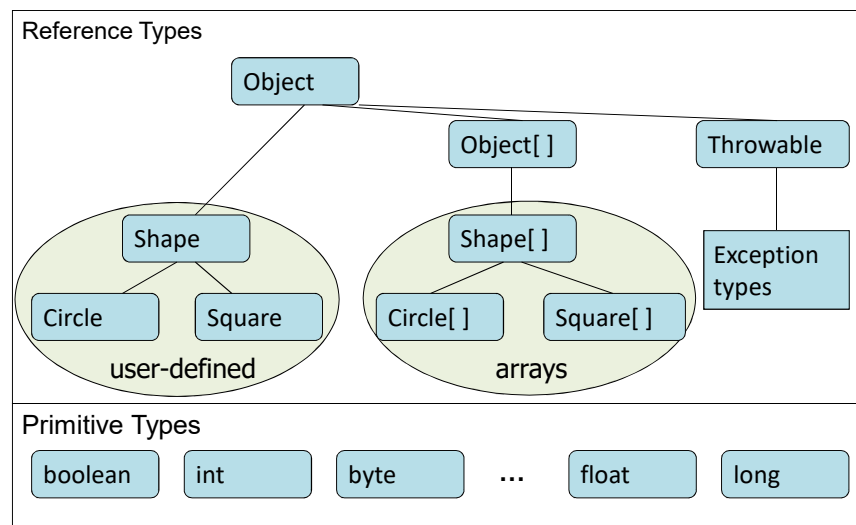 Reference Types
Object
Object[ ]
Throwable
Shape
Shape[ ]
Exception
types
Circle
Square
Circle[ ]
Square[ ]
user-defined
arrays
Primitive Types
boolean
int
byte
...
float
long